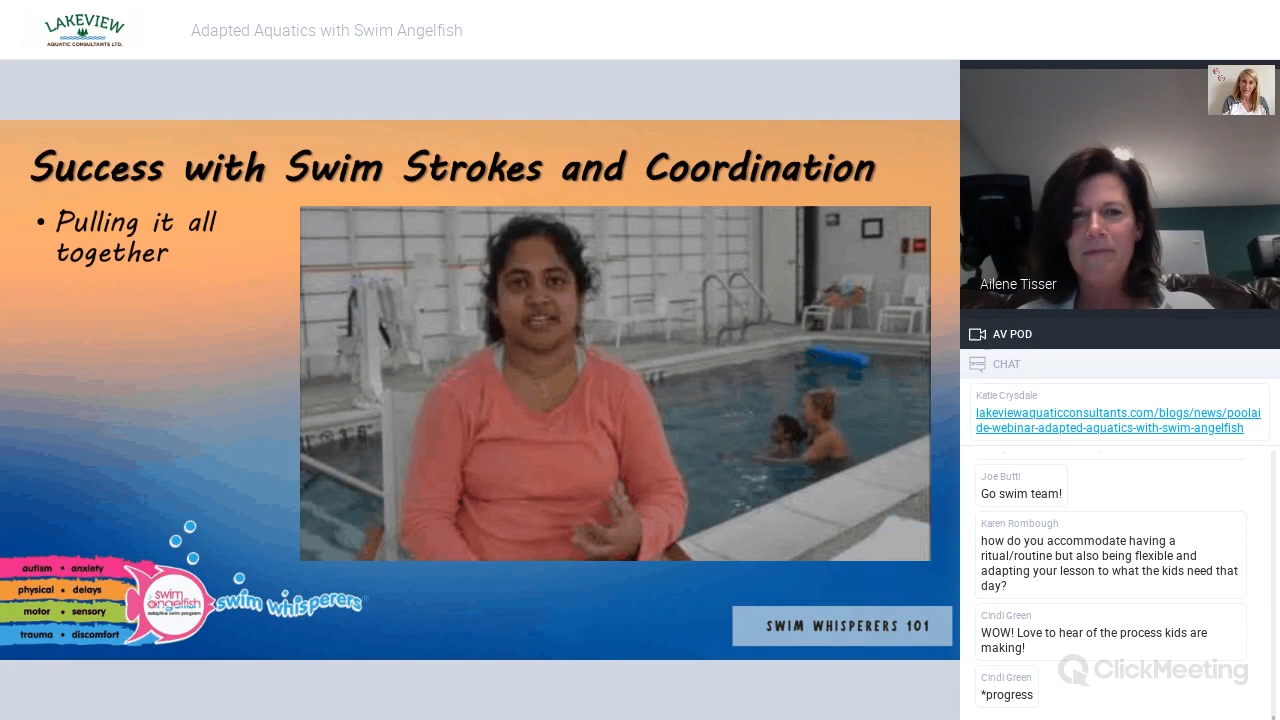 LAKEVIEW
AQUATIC CONSULTANTS LTD.
Adapted Aquatics with Swim Angelfish
Success with Swim Strokes and Coordination
• Pulling it all
together
autism • anxiety
physical • delays
motor • sensory
trauma • discomfort
swim
angelfish
adaptive swim program
swim whisperers
SWIM WHISPERERS 101
Ailene Tisser
AV POD
CHAT
Katie Crysdale
lakeviewaquaticconsultants.com/blogs/news/poolai
de-webinar-adapted-aquatics-with-swim-angelfish
Joe Butti
Go swim team!
Karen Rombough
how do you accommodate having a
ritual/routine but also being flexible and
adapting your lesson to what the kids need that
day?
Cindi Green
WOW! Love to hear of the process kids are
making!
Cindi Green
*progress
ClickMeeting